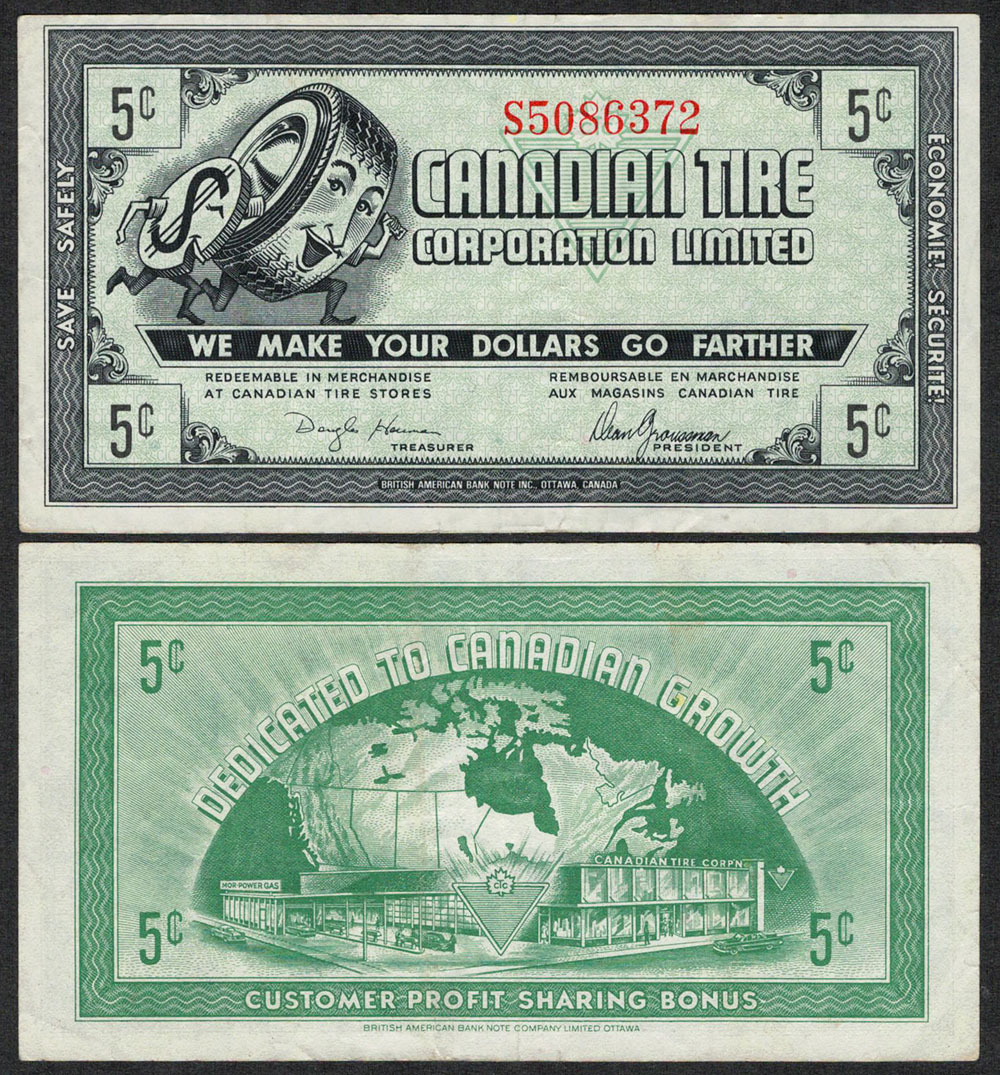 5¢
S5086372
5¢
CANADIAN TIRE
CORPORATION LIMITED
SAVE SAFELY
ÉCONOMIE! SÉCURITÉ!
$
WE MAKE YOUR DOLLARS GO FARTHER
REDEEMABLE IN MERCHANDISE
AT CANADIAN TIRE STORES
REMBOURSABLE EN MARCHANDISE
AUX MAGASINS CANADIAN TIRE
5¢
TREASURER
Dean Groussman
PRESIDENT
5¢
BRITISH AMERICAN BANK NOTE INC., OTTAWA, CANADA
5¢
DEDICATED TO CANADIAN GROWTH
5¢
CANADIAN TIRE CORPN.
MOR-POWER GAS
CTC
5¢
5¢
CUSTOMER PROFIT SHARING BONUS
BRITISH AMERICAN BANK NOTE COMPANY LIMITED OTTAWA